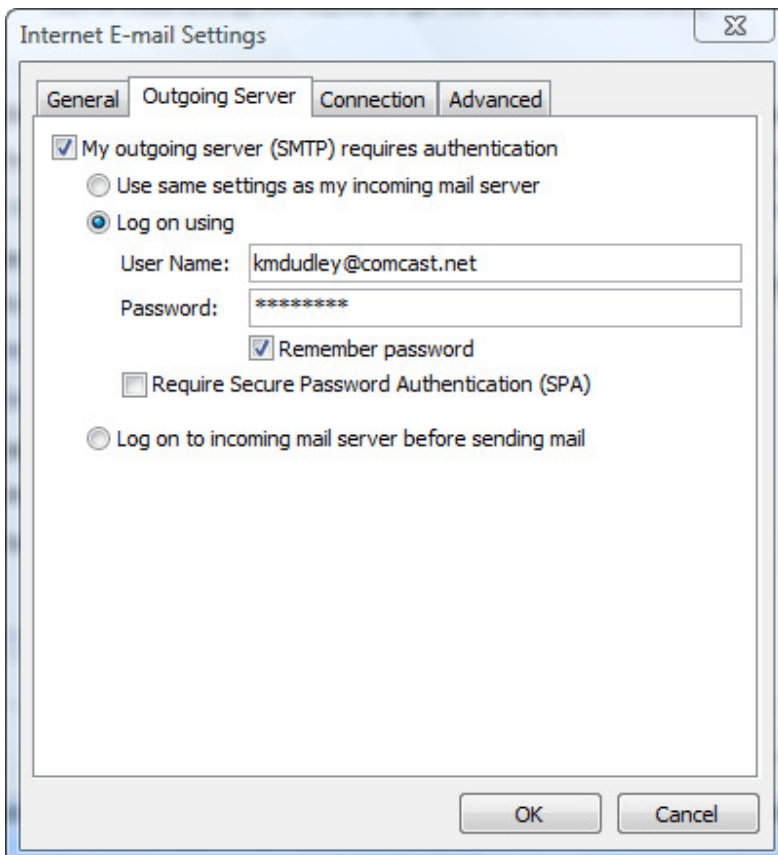 Internet E-mail Settings
General Outgoing Server Connection Advanced
My outgoing server (SMTP) requires authentication
Use same settings as my incoming mail server
Log on using
User Name: kmdudley@comcast.net
Password: ********
Remember password
Require Secure Password Authentication (SPA)
Log on to incoming mail server before sending mail
OK Cancel